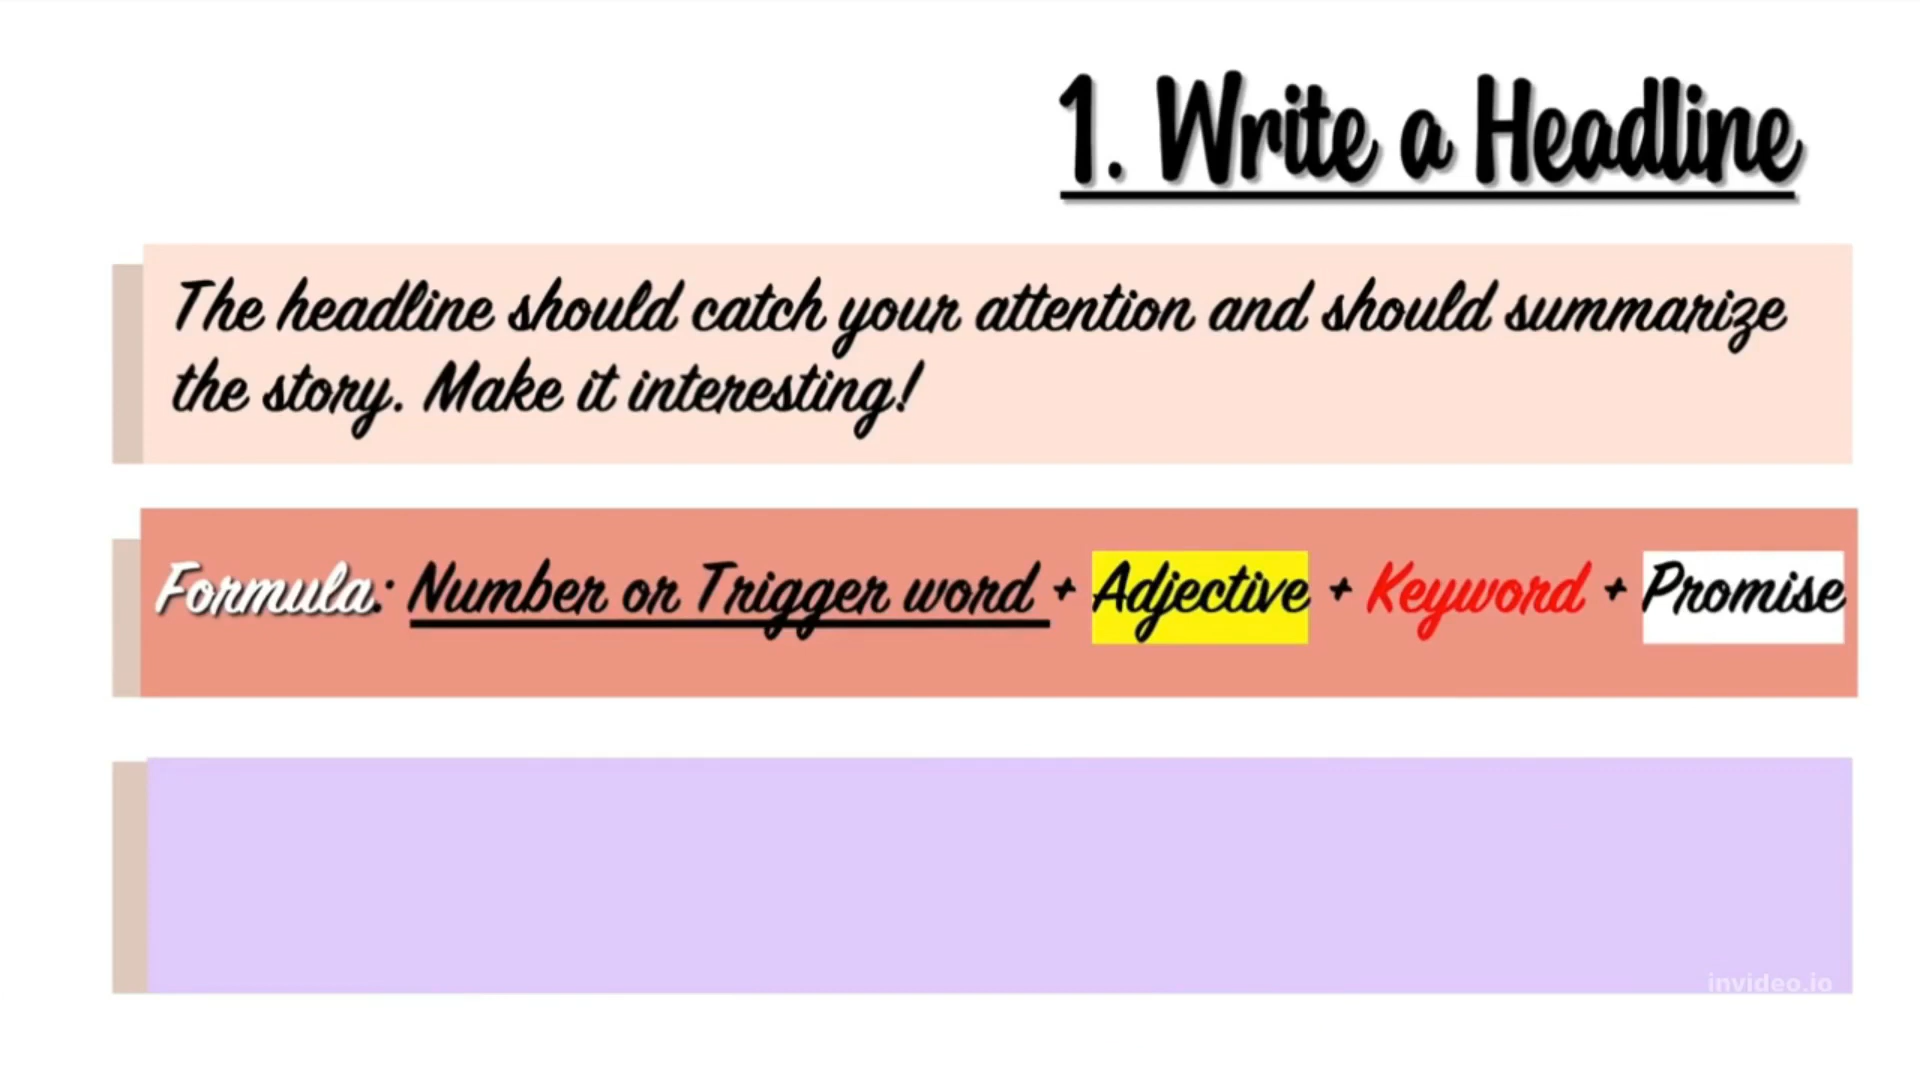 1. Write a Headline
The headline should catch your attention and should summarize
the story. Make it interesting!
Formula: Number or Trigger word + Adjective + Keyword + Promise
invideo.io